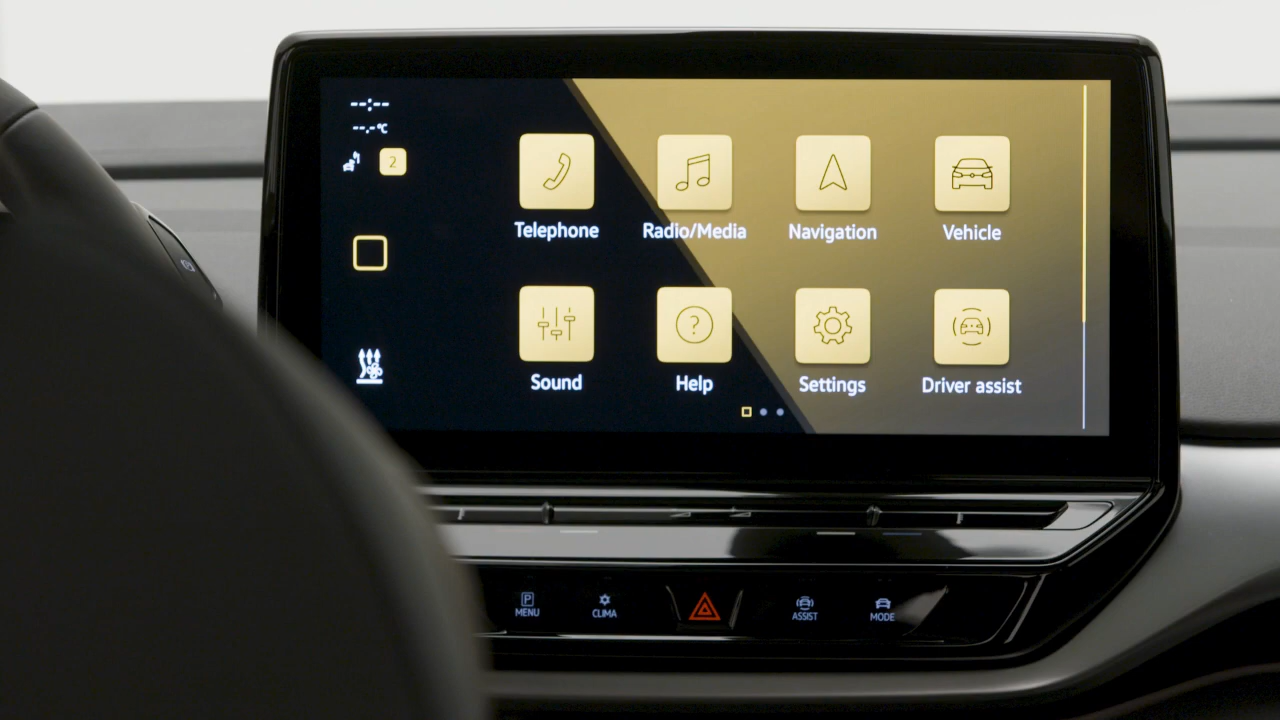 --:--
--,-°C
2
Telephone Radio/Media Navigation Vehicle
?
Sound Help Settings Driver assist
P
MENU CLIMA ASSIST MODE